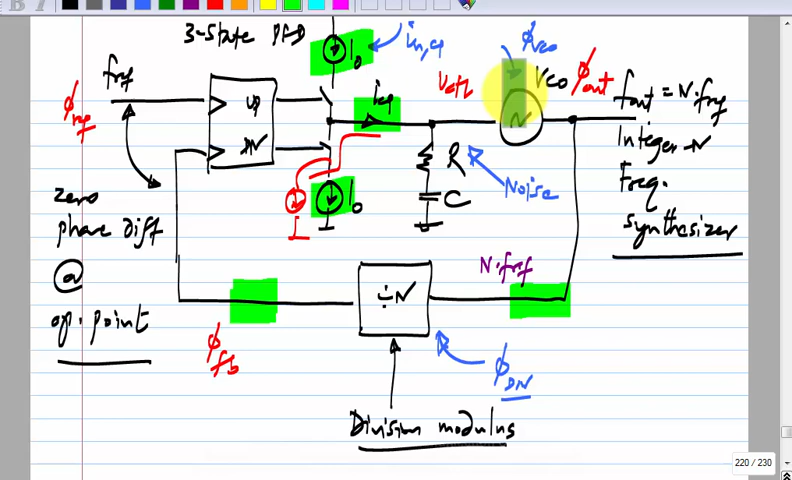 3-State PFD
I₀
in,cp
ϕvco
fref
ϕref
UP
DN
icp
Vctl
VCO
ϕout
fout = N·fref
Integer-N
Freq.
synthesizer
R
C
Noise
I₀
I
zero
phase diff
@
op. point
N·fref
÷N
ϕfb
ϕDIV
Division modulus
220 / 230